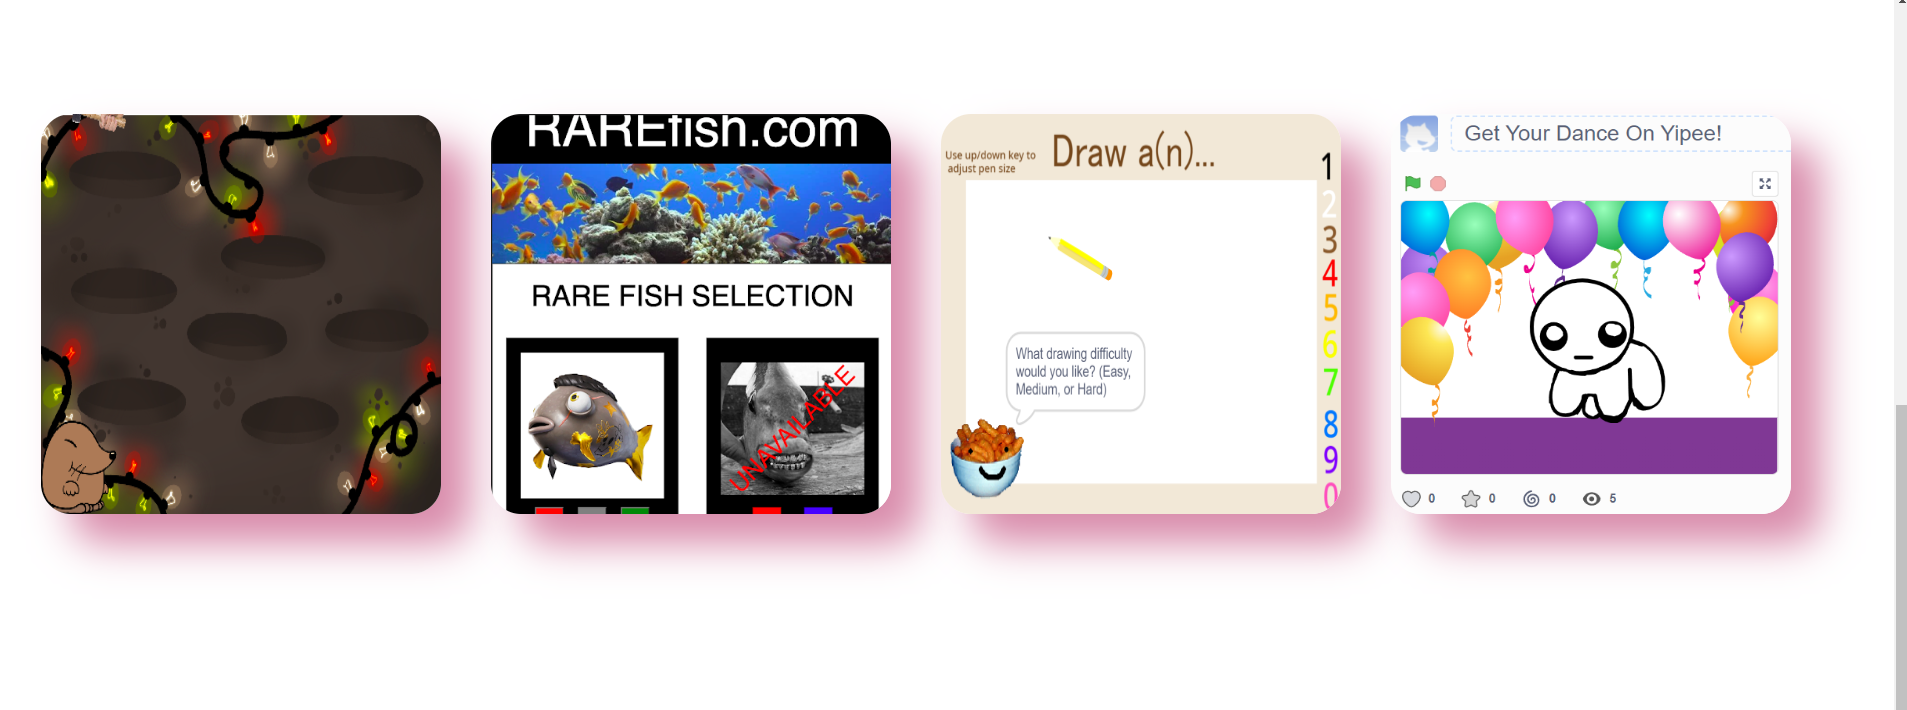 RAREfish.com
RARE FISH SELECTION
UNAVAILABLE
Draw a(n)...
Use up/down key to
adjust pen size
1
2
3
4
5
6
7
8
9
0
What drawing difficulty
would you like? (Easy,
Medium, or Hard)
Get Your Dance On Yipee!
0
0
0
5